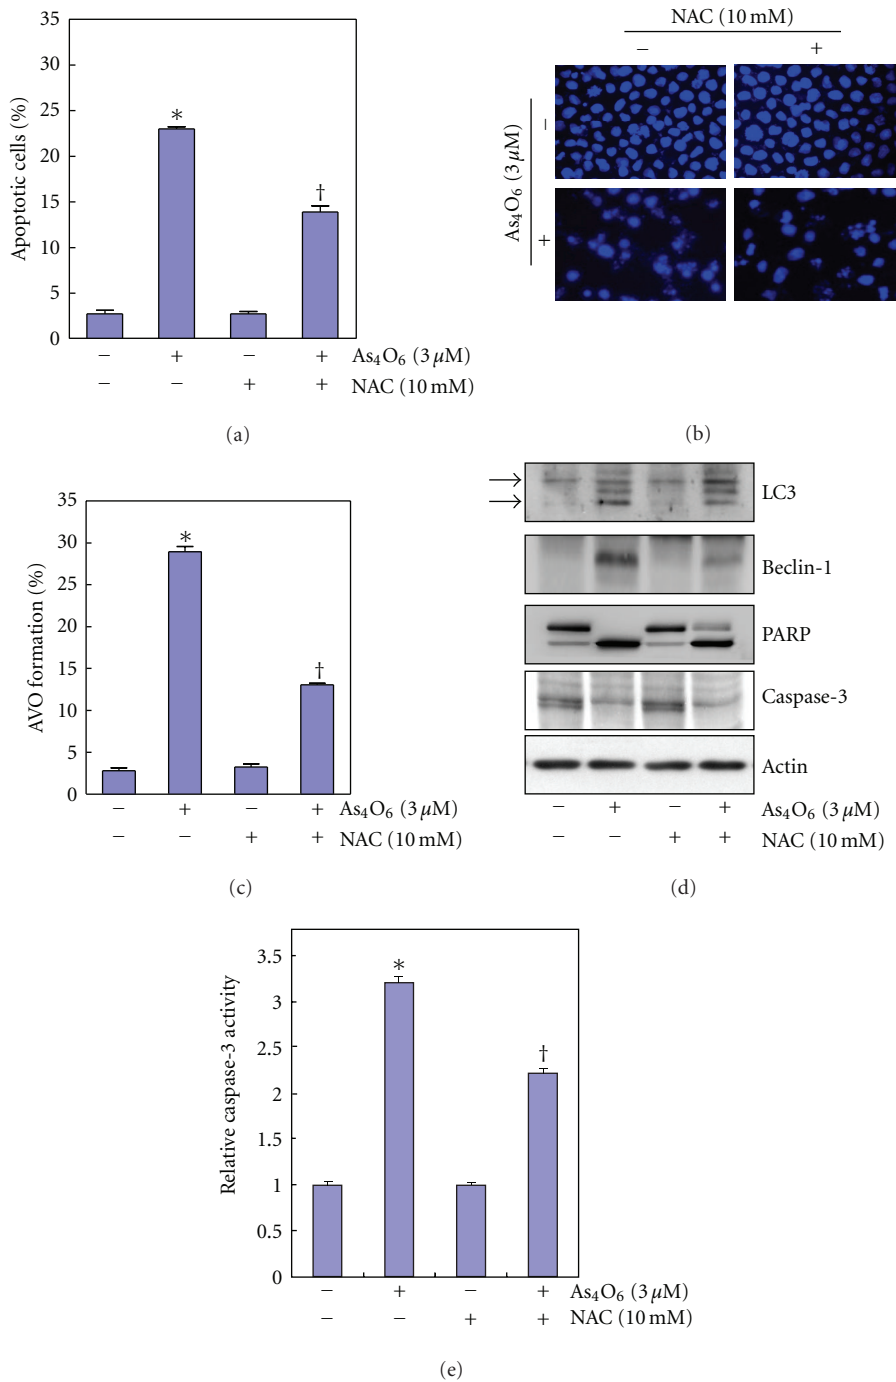 35
30
25
20
15
10
5
0
Apoptotic cells (%)
*
†
− + − + As₄O₆ (3 µM)
− − + + NAC (10 mM)
(a)
NAC (10 mM)
− +
As₄O₆ (3 µM)
−
+
(b)
35
30
25
20
15
10
5
0
AVO formation (%)
*
†
− + − + As₄O₆ (3 µM)
− − + + NAC (10 mM)
(c)
LC3
Beclin-1
PARP
Caspase-3
Actin
− + − + As₄O₆ (3 µM)
− − + + NAC (10 mM)
(d)
3.5
3
2.5
2
1.5
1
0.5
0
Relative caspase-3 activity
*
†
− + − + As₄O₆ (3 µM)
− − + + NAC (10 mM)
(e)